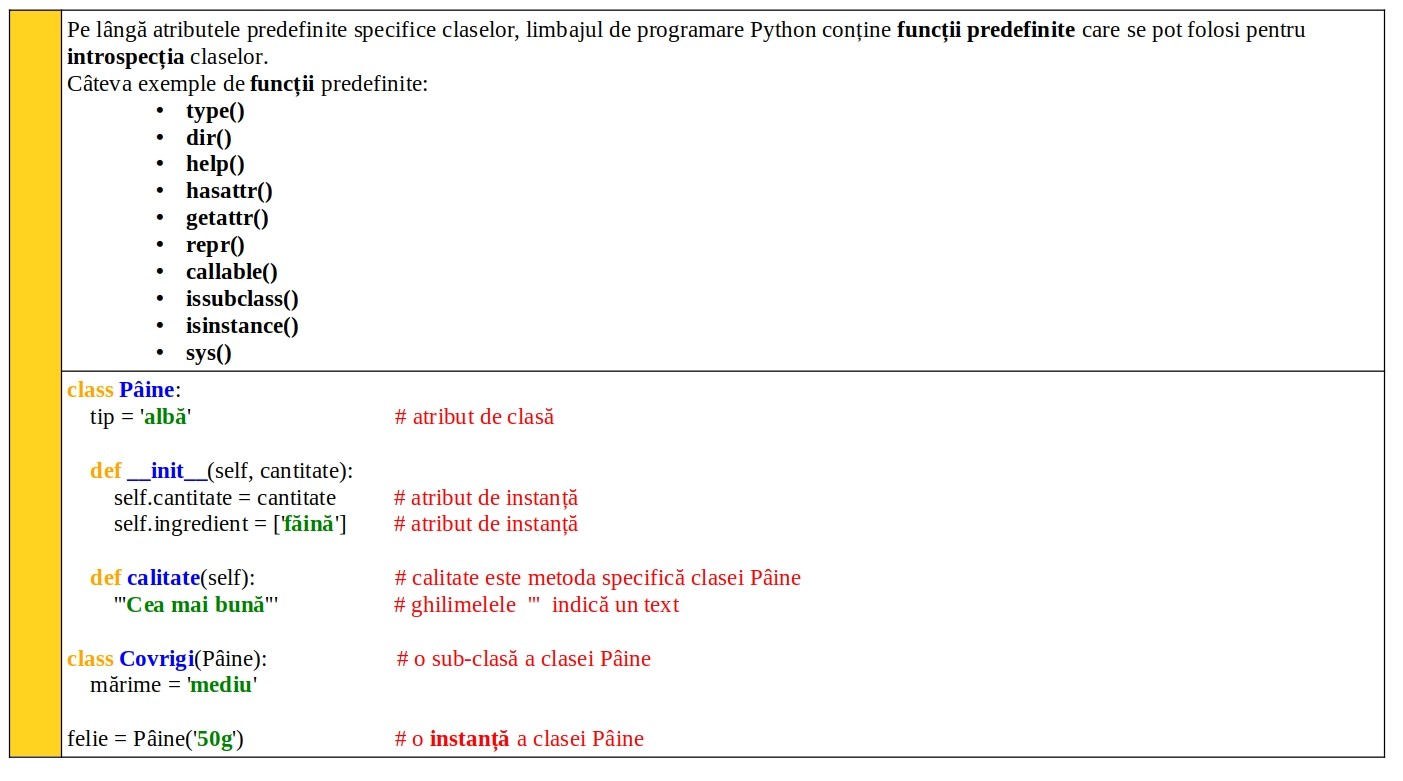 Pe lângă atributele predefinite specifice claselor, limbajul de programare Python conține funcții predefinite care se pot folosi pentru
introspecția claselor.
Câteva exemple de funcții predefinite:
• type()
• dir()
• help()
• hasattr()
• getattr()
• repr()
• callable()
• issubclass()
• isinstance()
• sys()
class Pâine:
    tip = 'albă' # atribut de clasă
    def __init__(self, cantitate):
        self.cantitate = cantitate # atribut de instanță
        self.ingredient = ['făină'] # atribut de instanță
    def calitate(self): # calitate este metoda specifică clasei Pâine
        '''Cea mai bună''' # ghilimelele ''' indică un text
class Covrigi(Pâine): # o sub-clasă a clasei Pâine
    mărime = 'mediu'
felie = Pâine('50g') # o instanță a clasei Pâine